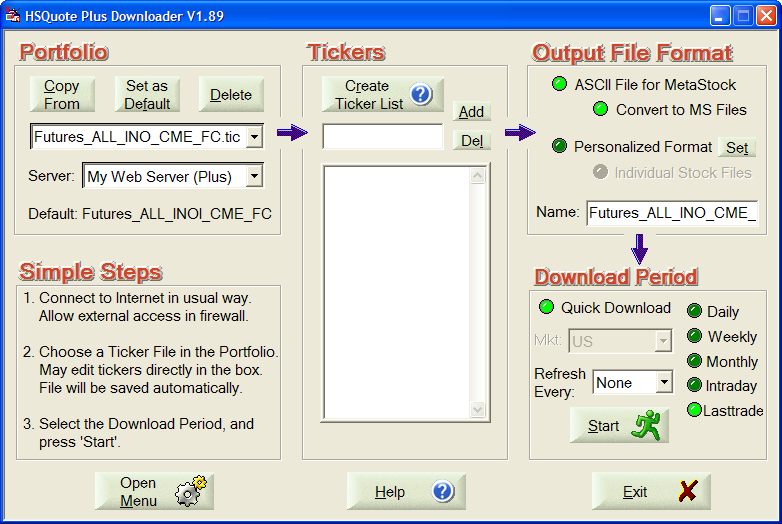 HSQuote Plus Downloader V1.89
Portfolio
Copy From
Set as Default
Delete
Futures_ALL_INO_CME_FC.tic
Server: My Web Server (Plus)
Default: Futures_ALL_INOI_CME_FC
Simple Steps
1. Connect to Internet in usual way.
Allow external access in firewall.
2. Choose a Ticker File in the Portfolio.
May edit tickers directly in the box.
File will be saved automatically.
3. Select the Download Period, and
press 'Start'.
Open Menu
Tickers
Create Ticker List ?
Add
Del
Help ?
Output File Format
ASCII File for MetaStock
Convert to MS Files
Personalized Format Set
Individual Stock Files
Name: Futures_ALL_INO_CME_
Download Period
Quick Download
Mkt: US
Refresh Every: None
Start
Daily
Weekly
Monthly
Intraday
Lasttrade
Exit